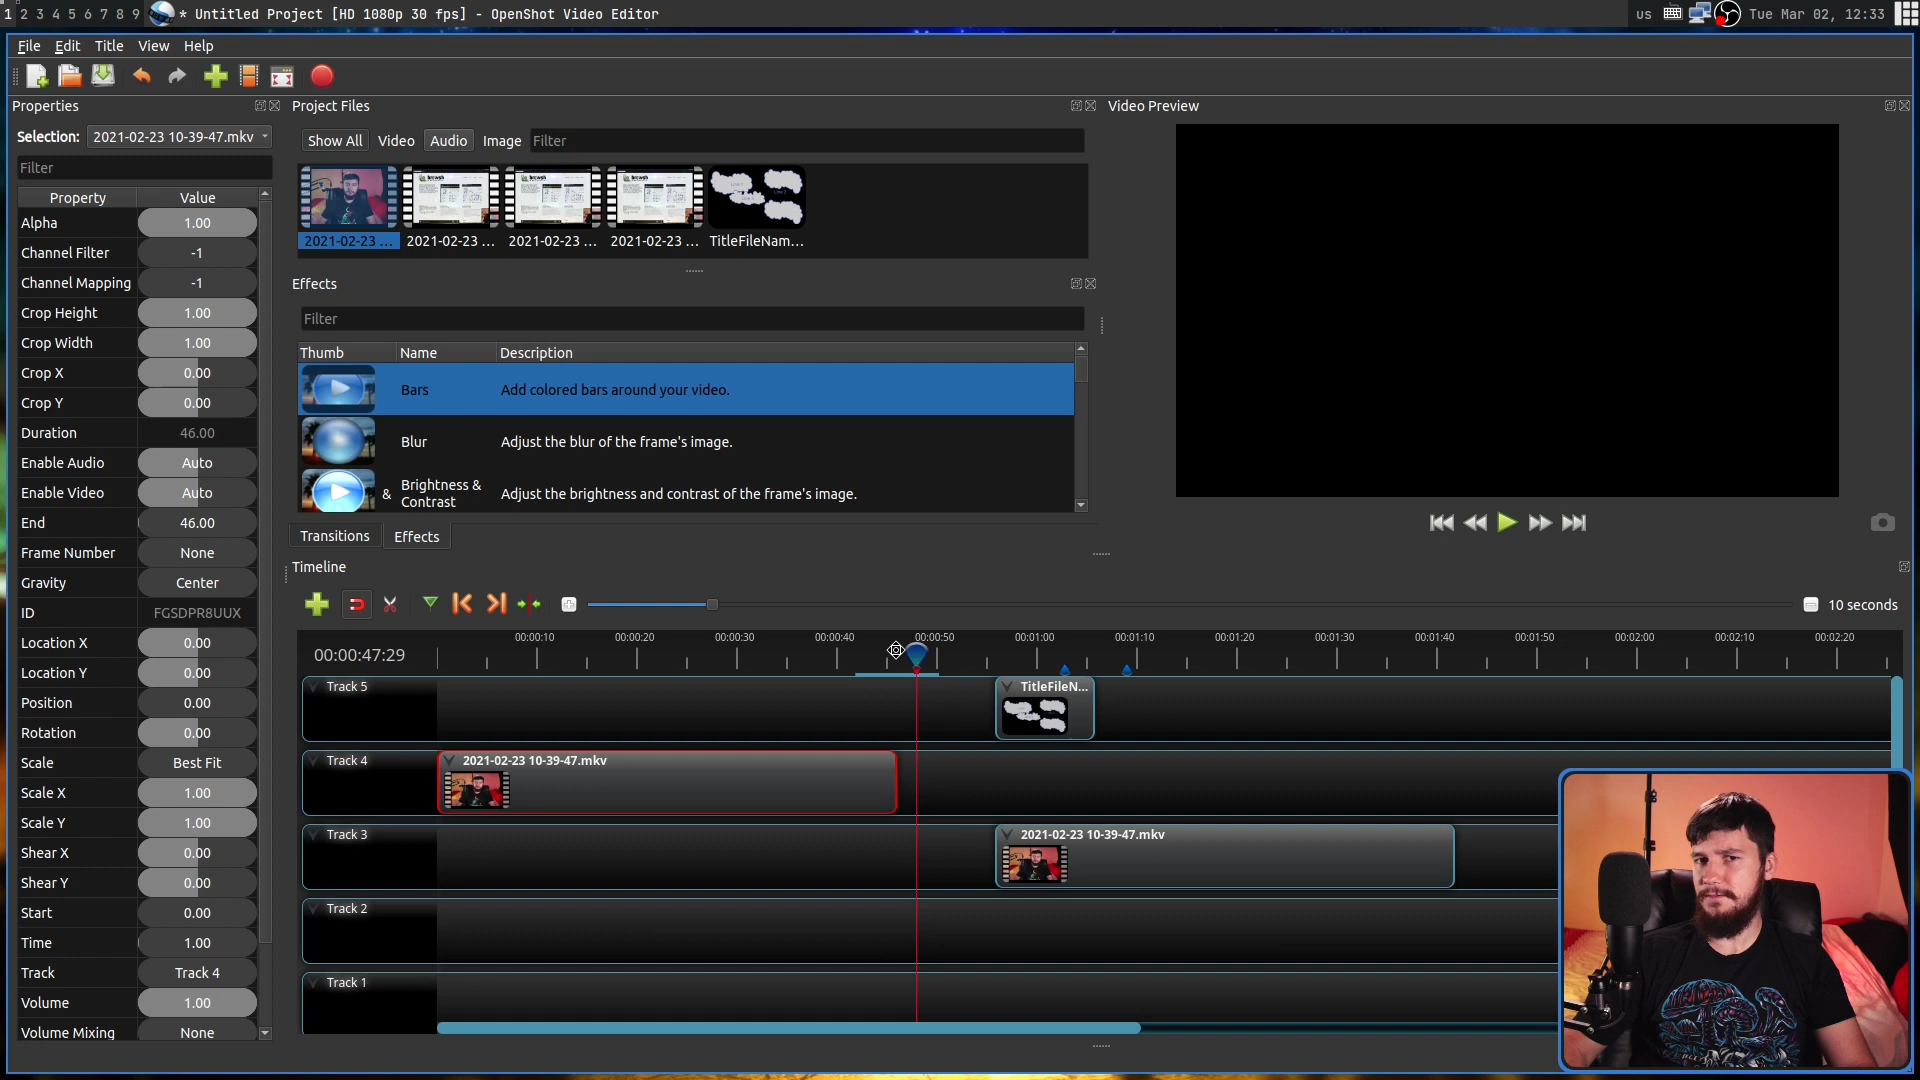 1 2 3 4 5 6 7 8 9 * Untitled Project [HD 1080p 30 fps] - OpenShot Video Editor
us Tue Mar 02, 12:33
File Edit Title View Help
Properties
Project Files
Video Preview
Selection: 2021-02-23 10-39-47.mkv
Filter
Property Value
Alpha 1.00
Channel Filter -1
Channel Mapping -1
Crop Height 1.00
Crop Width 1.00
Crop X 0.00
Crop Y 0.00
Duration 46.00
Enable Audio Auto
Enable Video Auto
End 46.00
Frame Number None
Gravity Center
ID FGSDPR8UUX
Location X 0.00
Location Y 0.00
Position 0.00
Rotation 0.00
Scale Best Fit
Scale X 1.00
Scale Y 1.00
Shear X 0.00
Shear Y 0.00
Start 0.00
Time 1.00
Track Track 4
Volume 1.00
Volume Mixing None
Show All Video Audio Image Filter
2021-02-23 ... 2021-02-23 ... 2021-02-23 ... 2021-02-23 ... TitleFileNam...
Effects
Filter
Thumb Name Description
Bars Add colored bars around your video.
Blur Adjust the blur of the frame's image.
& Brightness &
Contrast Adjust the brightness and contrast of the frame's image.
Transitions Effects
Timeline
10 seconds
00:00:47:29
00:00:10 00:00:20 00:00:30 00:00:40 00:00:50 00:01:00 00:01:10 00:01:20 00:01:30 00:01:40 00:01:50 00:02:00 00:02:10 00:02:20
Track 5
TitleFileN...
Track 4
2021-02-23 10-39-47.mkv
Track 3
2021-02-23 10-39-47.mkv
Track 2
Track 1